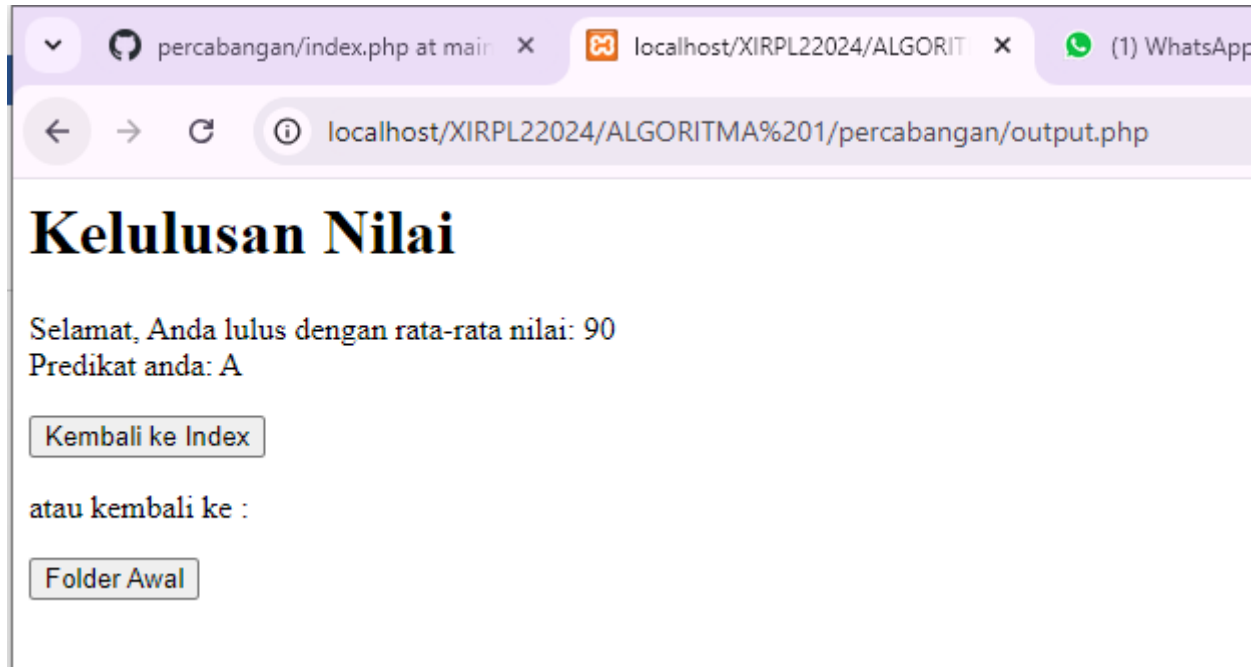 percabangan/index.php at main
localhost/XIRPL22024/ALGORIT
(1) WhatsApp
localhost/XIRPL22024/ALGORITMA%201/percabangan/output.php
Kelulusan Nilai
Selamat, Anda lulus dengan rata-rata nilai: 90
Predikat anda: A
Kembali ke Index
atau kembali ke :
Folder Awal